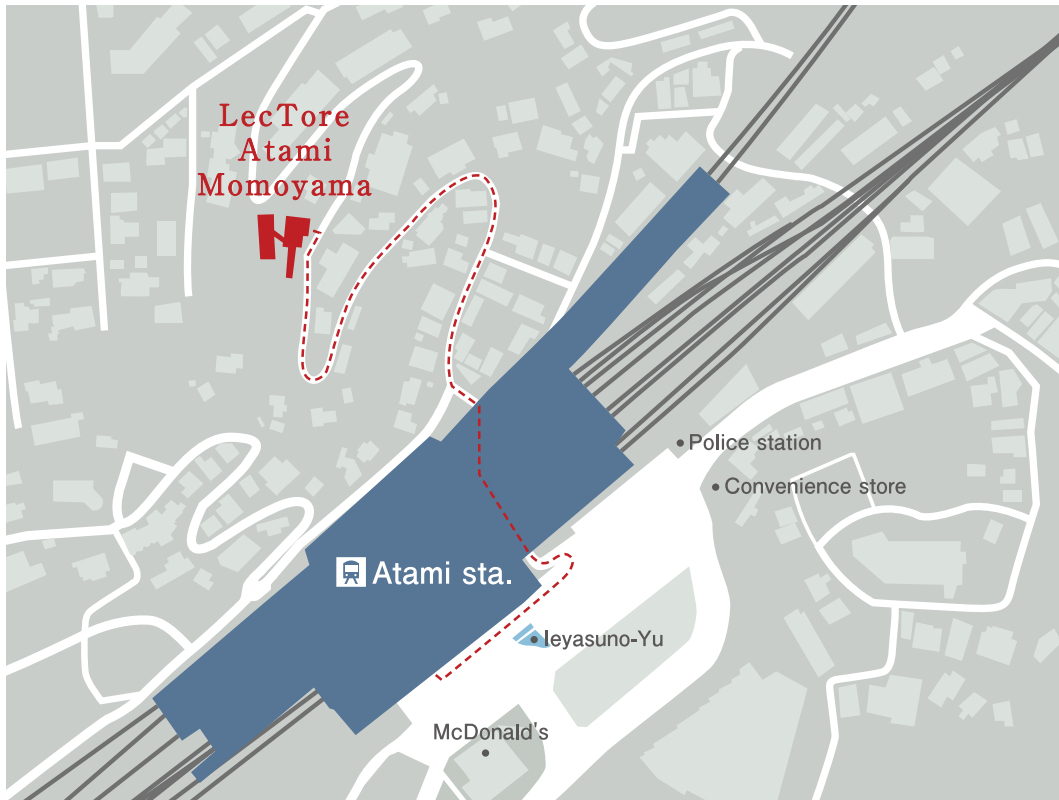 LecTore
Atami
Momoyama
Police station
Convenience store
Atami sta.
Ieyasuno-Yu
McDonald's